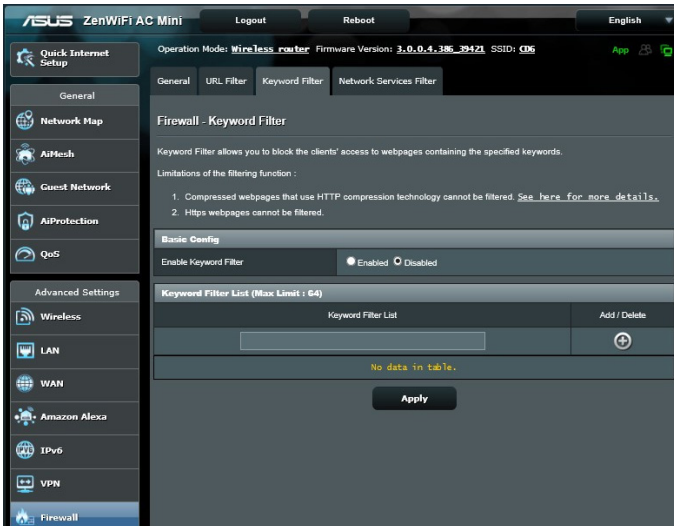 ASUS ZenWiFi AC Mini Logout Reboot English
Quick Internet Setup
Operation Mode: Wireless router Firmware Version: 3.0.0.4.386_39421 SSID: CD6 App
General URL Filter Keyword Filter Network Services Filter
General
Network Map
AiMesh
Guest Network
AiProtection
QoS
Advanced Settings
Wireless
LAN
WAN
Amazon Alexa
IPv6
VPN
Firewall
Firewall - Keyword Filter
Keyword Filter allows you to block the clients' access to webpages containing the specified keywords.
Limitations of the filtering function :
1. Compressed webpages that use HTTP compression technology cannot be filtered. See here for more details.
2. Https webpages cannot be filtered.
Basic Config
Enable Keyword Filter Enabled Disabled
Keyword Filter List (Max Limit : 64)
Keyword Filter List Add / Delete
No data in table.
Apply